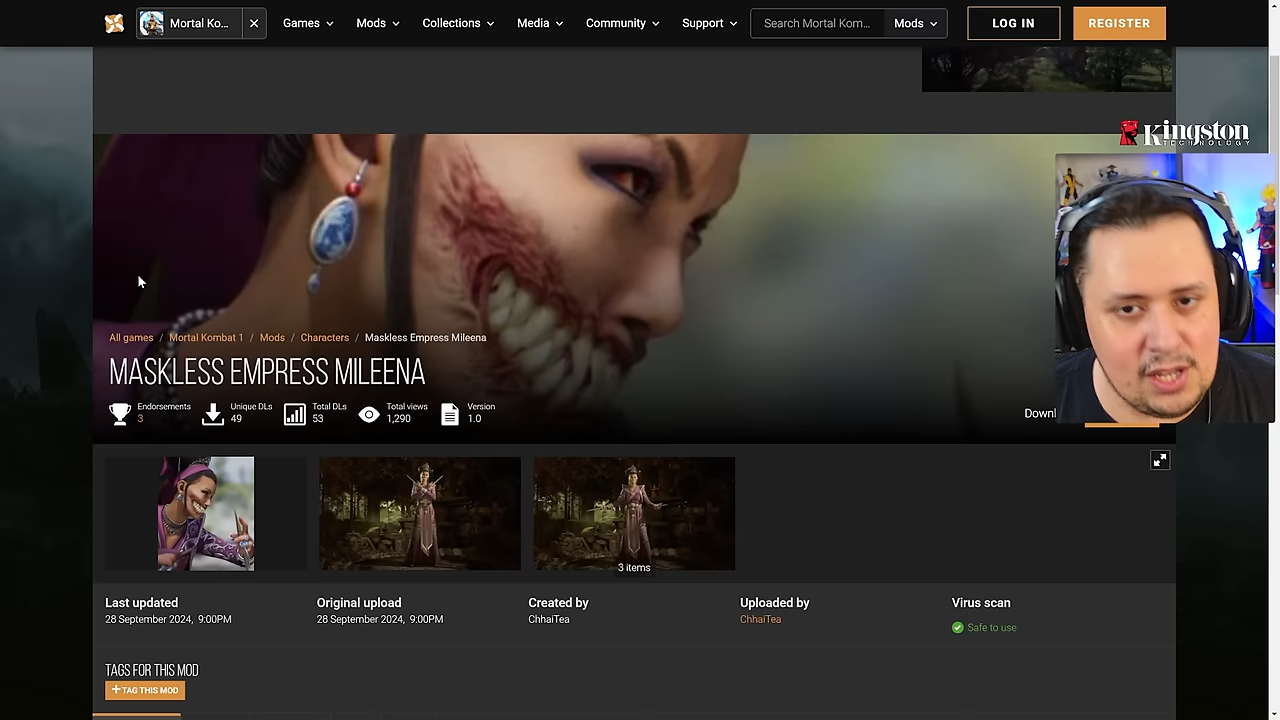 Mortal Ko...
Games
Mods
Collections
Media
Community
Support
Search Mortal Kom...
Mods
LOG IN
REGISTER
Kingston
TECHNOLOGY
All games / Mortal Kombat 1 / Mods / Characters / Maskless Empress Mileena
MASKLESS EMPRESS MILEENA
Endorsements
3
Unique DLs
49
Total DLs
53
Total views
1,290
Version
1.0
Downl
3 items
Last updated
28 September 2024, 9:00PM
Original upload
28 September 2024, 9:00PM
Created by
ChhaiTea
Uploaded by
ChhaiTea
Virus scan
Safe to use
TAGS FOR THIS MOD
+ TAG THIS MOD